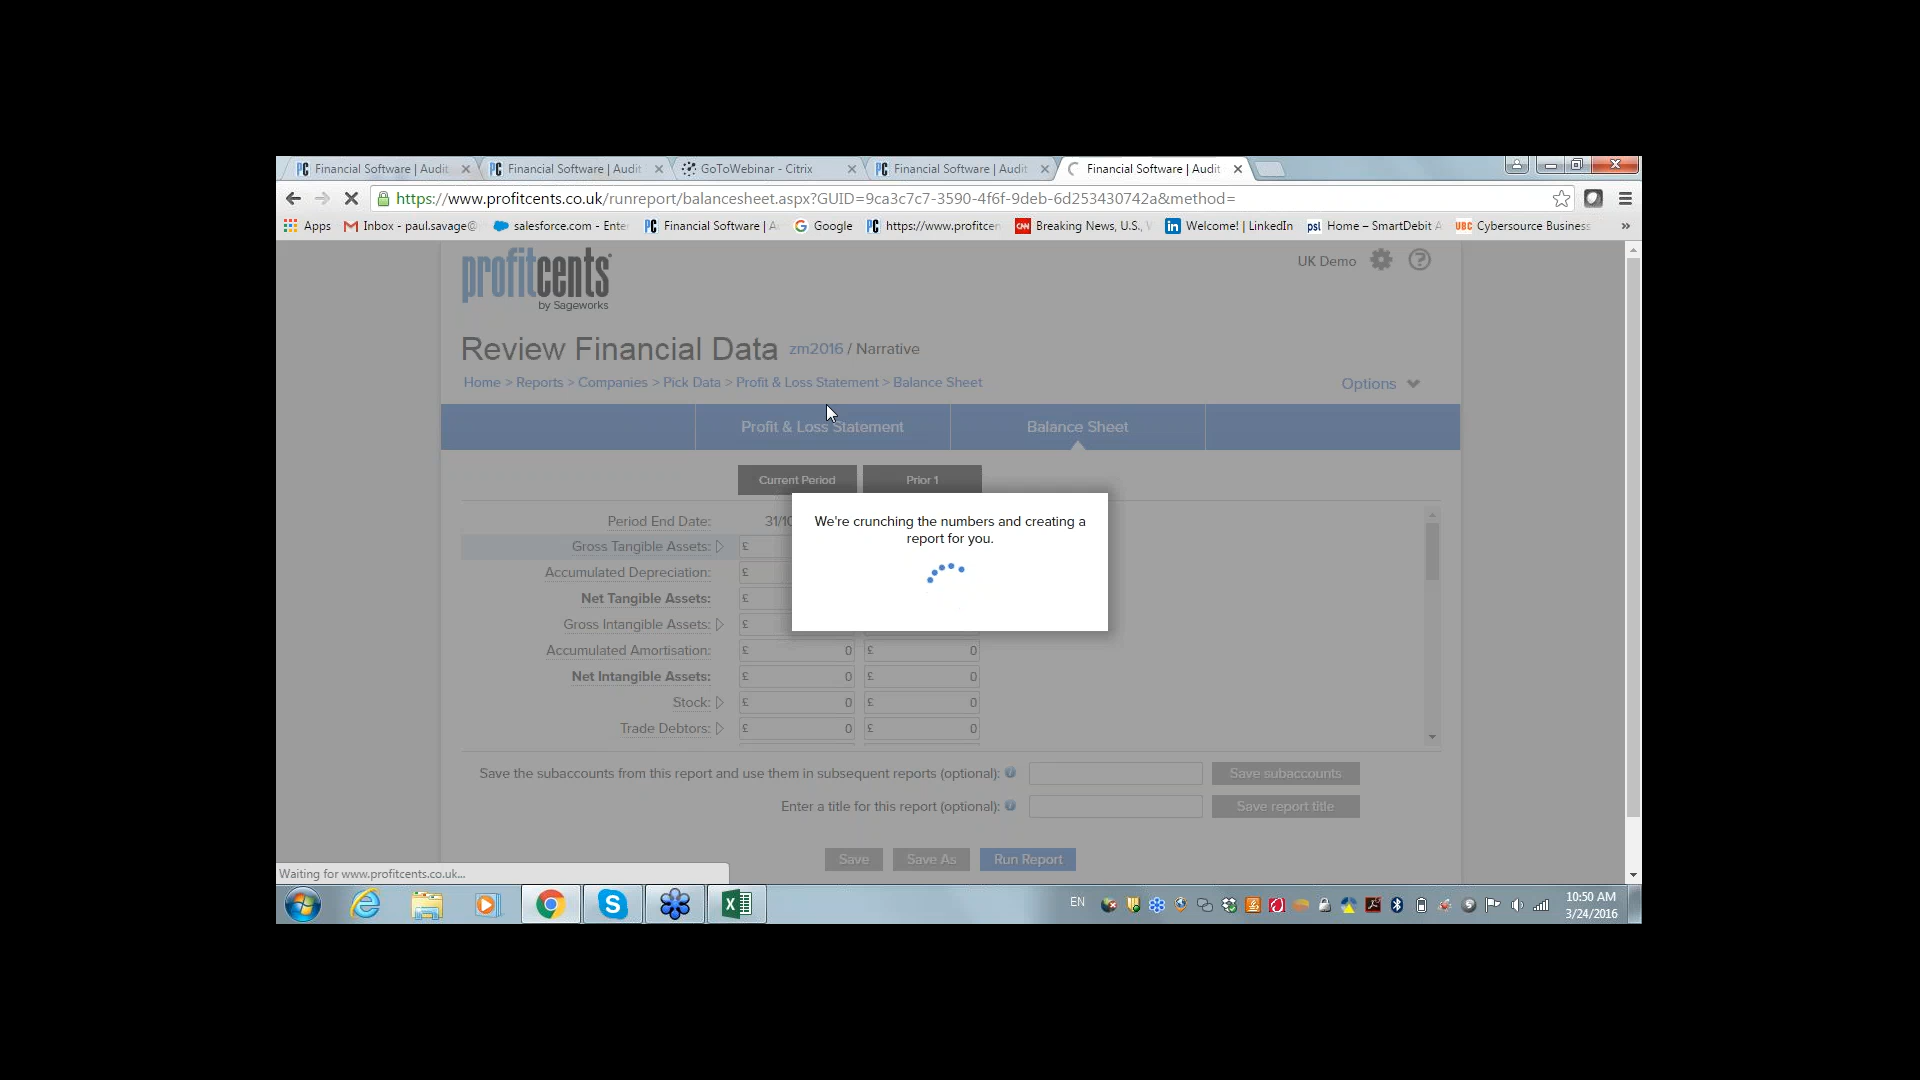 Financial Software | Audit
Financial Software | Audit
GoToWebinar - Citrix
Financial Software | Audit
Financial Software | Audit
https://www.profitcents.co.uk/runreport/balancesheet.aspx?GUID=9ca3c7c7-3590-4f6f-9deb-6d253430742a&method=
Apps
Inbox - paul.savage@
salesforce.com - Enter
Financial Software | A
Google
https://www.profitcen
Breaking News, U.S.,
Welcome! | LinkedIn
psl Home – SmartDebit
UBC Cybersource Business
»
profitcents
by Sageworks
UK Demo
Review Financial Data zm2016 / Narrative
Home > Reports > Companies > Pick Data > Profit & Loss Statement > Balance Sheet
Options
Profit & Loss Statement
Balance Sheet
Current Period
Prior 1
We're crunching the numbers and creating a
report for you.
Period End Date: 31/10
Gross Tangible Assets: £
Accumulated Depreciation: £
Net Tangible Assets: £
Gross Intangible Assets: £
Accumulated Amortisation: £ 0 £ 0
Net Intangible Assets: £ 0 £ 0
Stock: £ 0 £ 0
Trade Debtors: £ 0 £ 0
Save the subaccounts from this report and use them in subsequent reports (optional):
Save subaccounts
Enter a title for this report (optional):
Save report title
Save
Save As
Run Report
Waiting for www.profitcents.co.uk...
EN
10:50 AM
3/24/2016